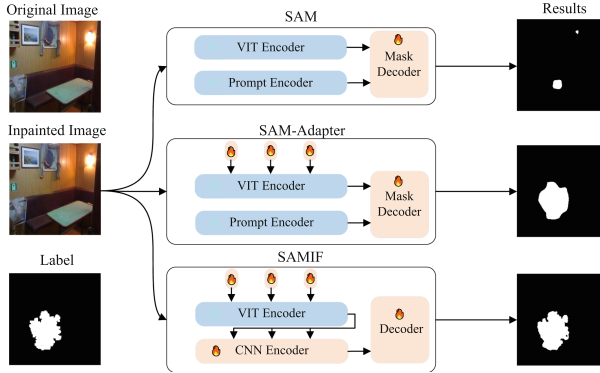 Original Image
SAM
Results
VIT Encoder
Prompt Encoder
Mask
Decoder
Inpainted Image
SAM-Adapter
VIT Encoder
Prompt Encoder
Mask
Decoder
Label
SAMIF
VIT Encoder
CNN Encoder
Decoder